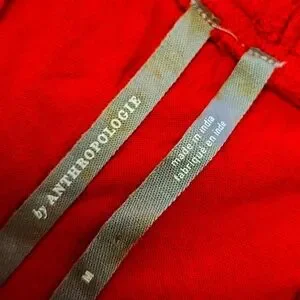 by ANTHROPOLOGIE
made in india
fabriqué en inde
M